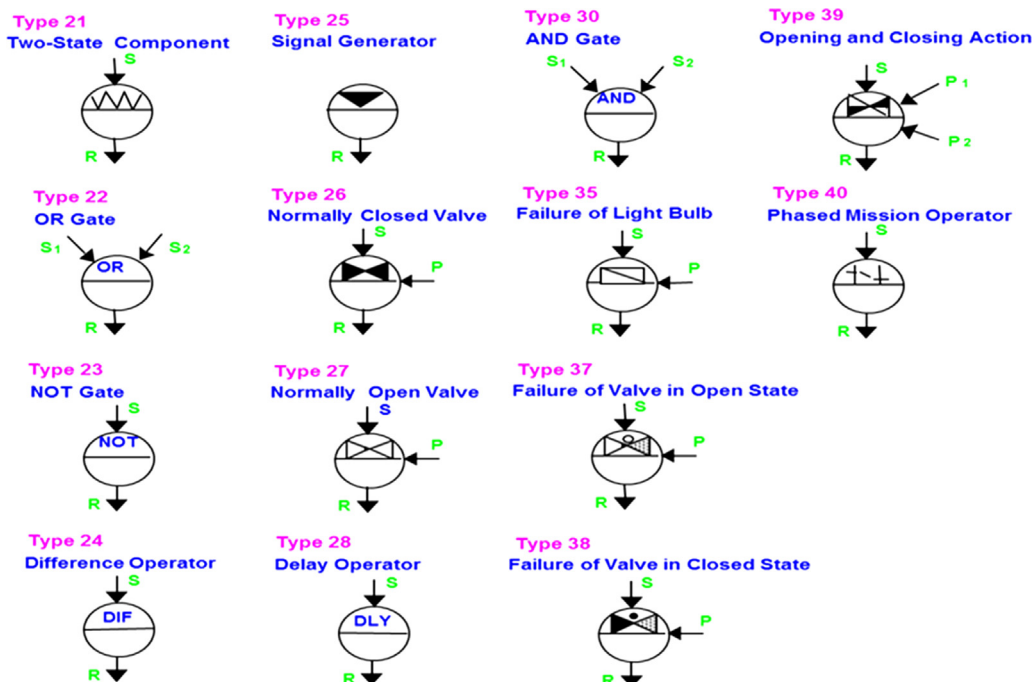 Type 21
Two-State Component
S
R
Type 25
Signal Generator
R
Type 30
AND Gate
S1
S2
AND
R
Type 39
Opening and Closing Action
S
P1
P2
R
Type 22
OR Gate
S1
S2
OR
R
Type 26
Normally Closed Valve
S
P
R
Type 35
Failure of Light Bulb
S
P
R
Type 40
Phased Mission Operator
S
R
Type 23
NOT Gate
S
NOT
R
Type 27
Normally Open Valve
S
P
R
Type 37
Failure of Valve in Open State
S
P
R
Type 24
Difference Operator
S
DIF
R
Type 28
Delay Operator
S
DLY
R
Type 38
Failure of Valve in Closed State
S
P
R